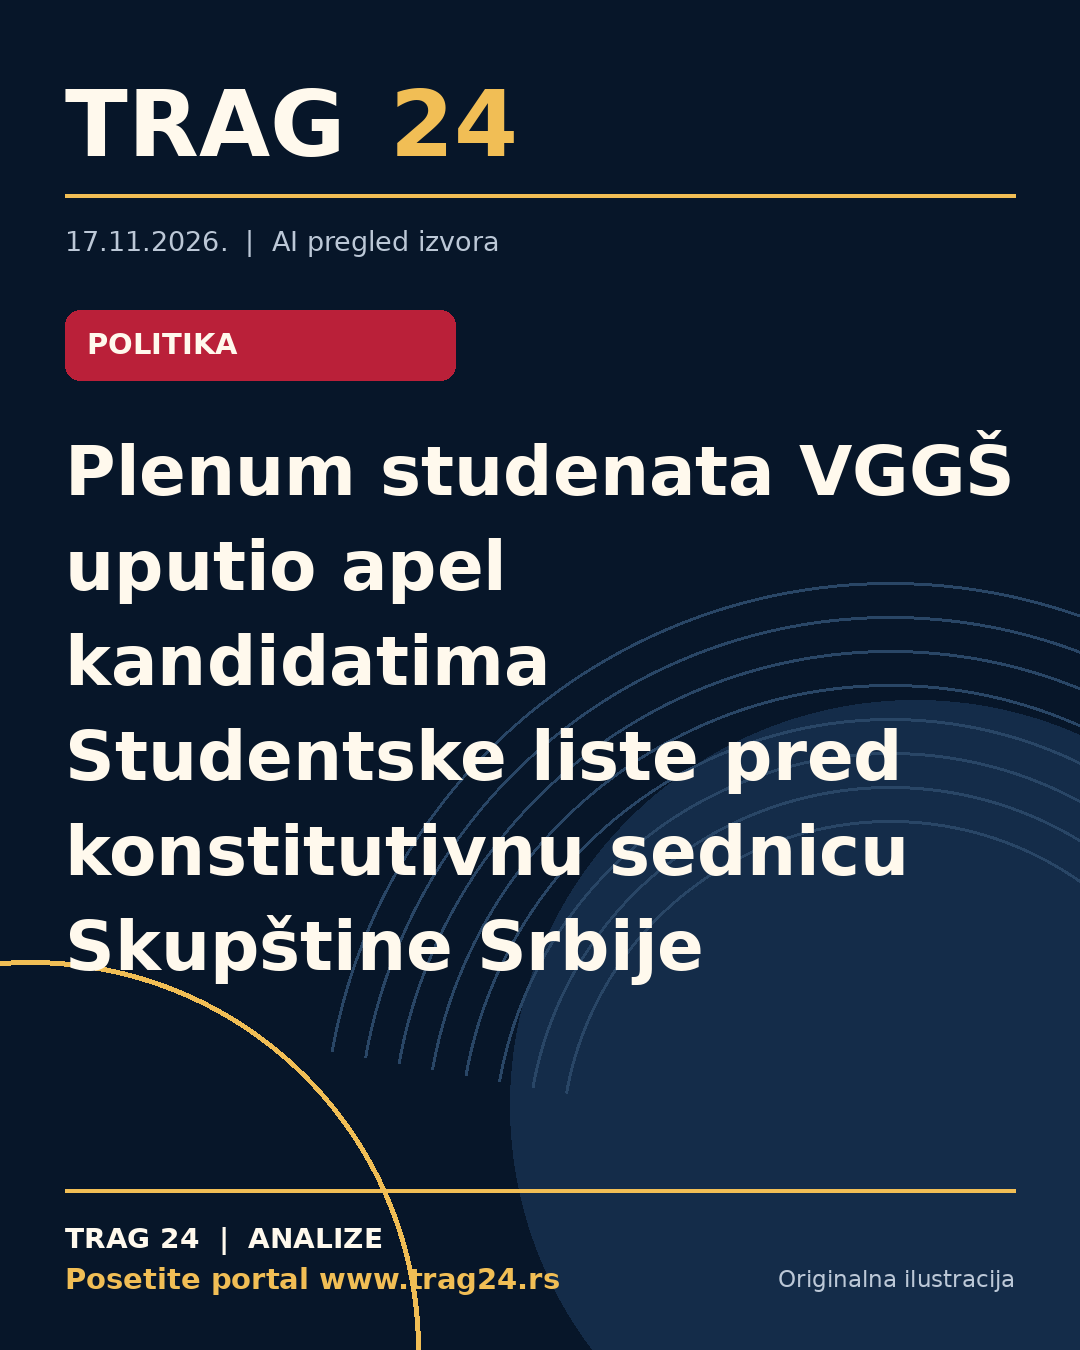 TRAG 24
17.11.2026. | AI pregled izvora
POLITIKA
Plenum studenata VGGŠ
uputio apel
kandidatima
Studentske liste pred
konstitutivnu sednicu
Skupštine Srbije
TRAG 24 | ANALIZE
Posetite portal www.trag24.rs
Originalna ilustracija